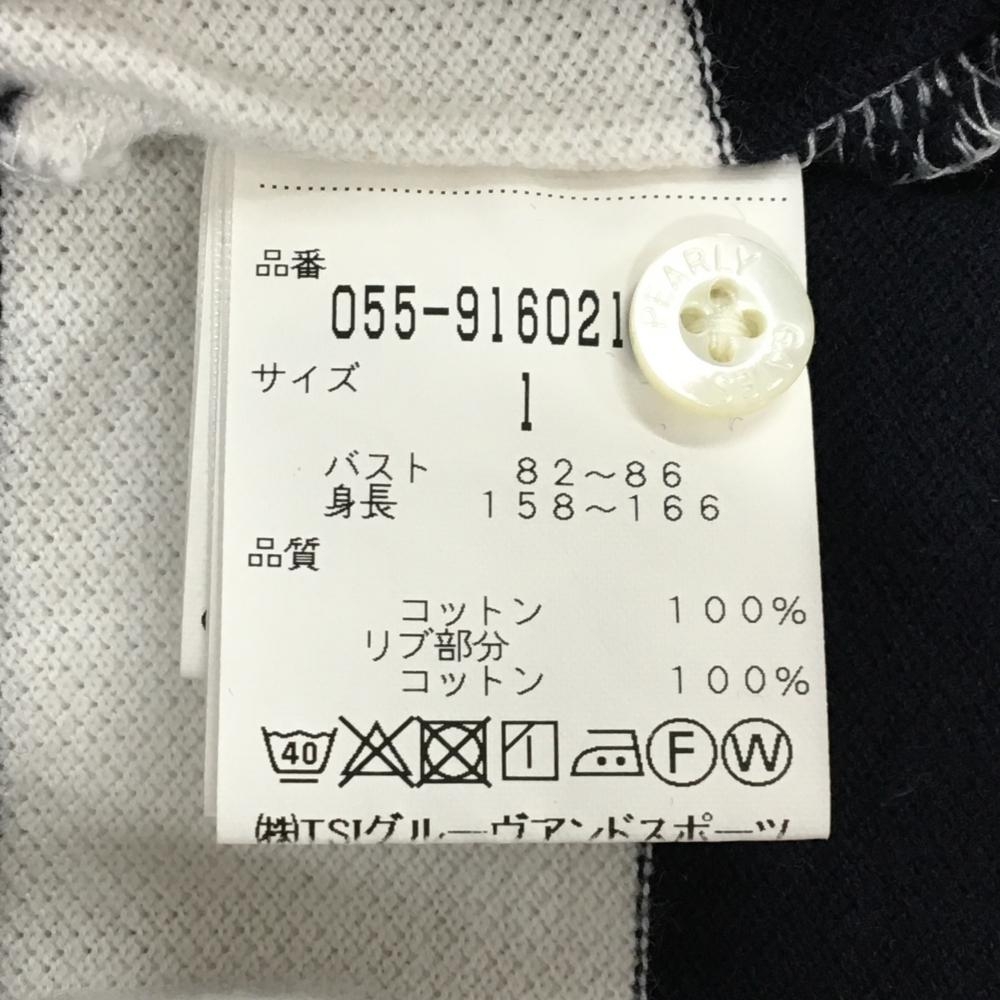 品番
055-916021
サイズ
1
バスト 82～86
身長 158～166
品質
コットン 100%
リブ部分
コットン 100%
40 F W
㈱TSIグルーヴアンドスポーツ
PEARLY GATES